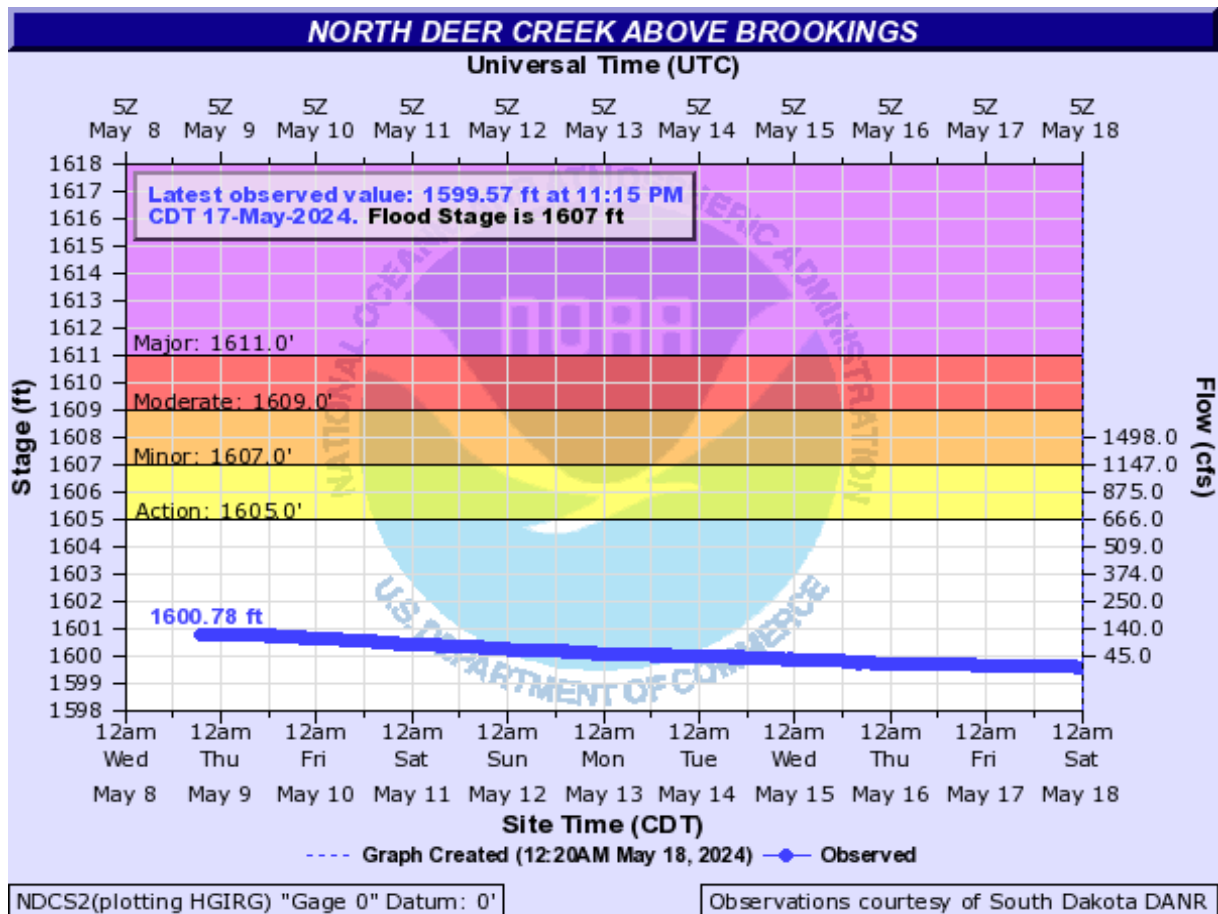 NORTH DEER CREEK ABOVE BROOKINGS
Universal Time (UTC)
5Z 5Z 5Z 5Z 5Z 5Z 5Z 5Z 5Z 5Z 5Z
May 8 May 9 May 10 May 11 May 12 May 13 May 14 May 15 May 16 May 17 May 18
Latest observed value: 1599.57 ft at 11:15 PM
CDT 17-May-2024. Flood Stage is 1607 ft
NATIONAL OCEANIC AND ATMOSPHERIC ADMINISTRATION
NOAA
U.S. DEPARTMENT OF COMMERCE
Stage (ft)
1618
1617
1616
1615
1614
1613
1612
1611
1610
1609
1608
1607
1606
1605
1604
1603
1602
1601
1600
1599
1598
Major: 1611.0'
Moderate: 1609.0'
Minor: 1607.0'
Action: 1605.0'
1600.78 ft
Flow (cfs)
1498.0
1147.0
875.0
666.0
509.0
374.0
250.0
140.0
45.0
12am 12am 12am 12am 12am 12am 12am 12am 12am 12am 12am
Wed Thu Fri Sat Sun Mon Tue Wed Thu Fri Sat
May 8 May 9 May 10 May 11 May 12 May 13 May 14 May 15 May 16 May 17 May 18
Site Time (CDT)
Graph Created (12:20AM May 18, 2024) Observed
NDCS2(plotting HGIRG) "Gage 0" Datum: 0'
Observations courtesy of South Dakota DANR